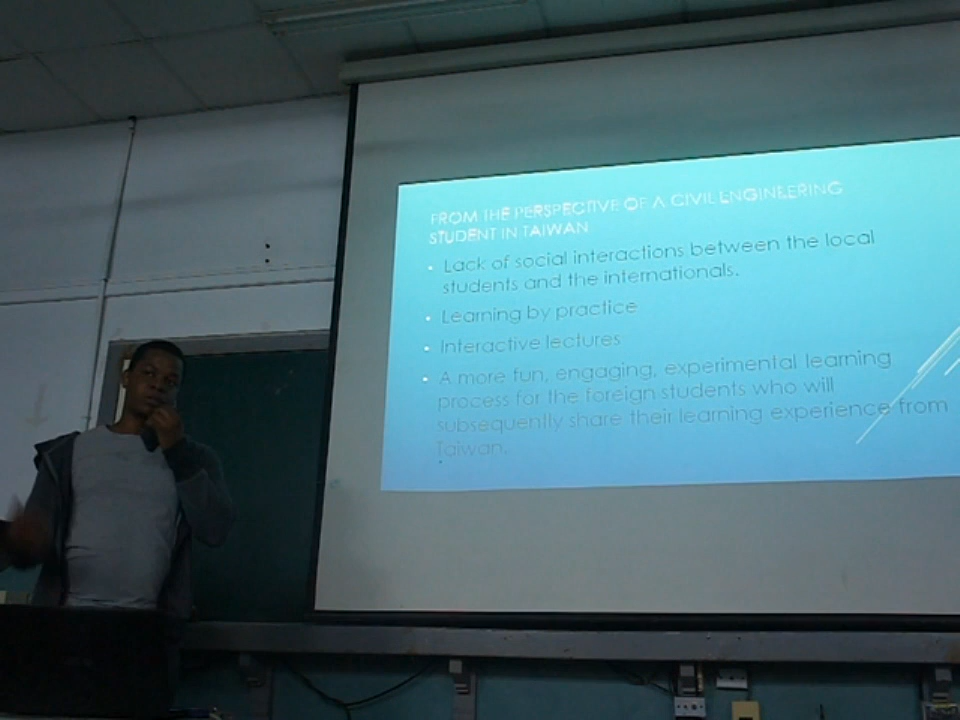 FROM THE PERSPECTIVE OF A CIVIL ENGINEERING
STUDENT IN TAIWAN
• Lack of social interactions between the local
students and the internationals.
• Learning by practice
• Interactive lectures
• A more fun, engaging, experimental learning
process for the foreign students who will
subsequently share their learning experience from
Taiwan.